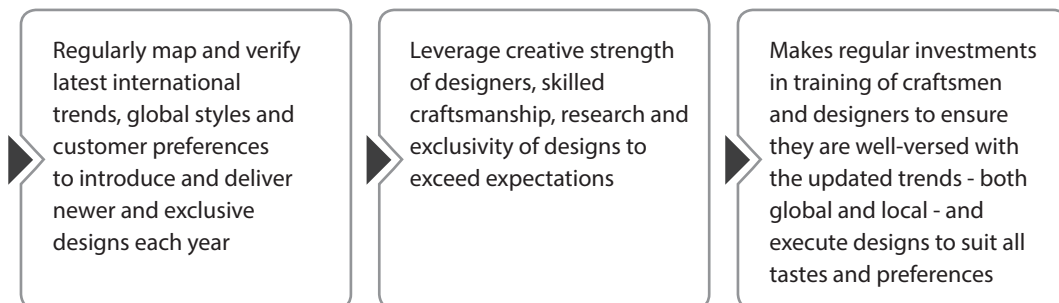 Regularly map and verify
latest international
trends, global styles and
customer preferences
to introduce and deliver
newer and exclusive
designs each year
Leverage creative strength
of designers, skilled
craftsmanship, research and
exclusivity of designs to
exceed expectations
Makes regular investments
in training of craftsmen
and designers to ensure
they are well-versed with
the updated trends - both
global and local - and
execute designs to suit all
tastes and preferences